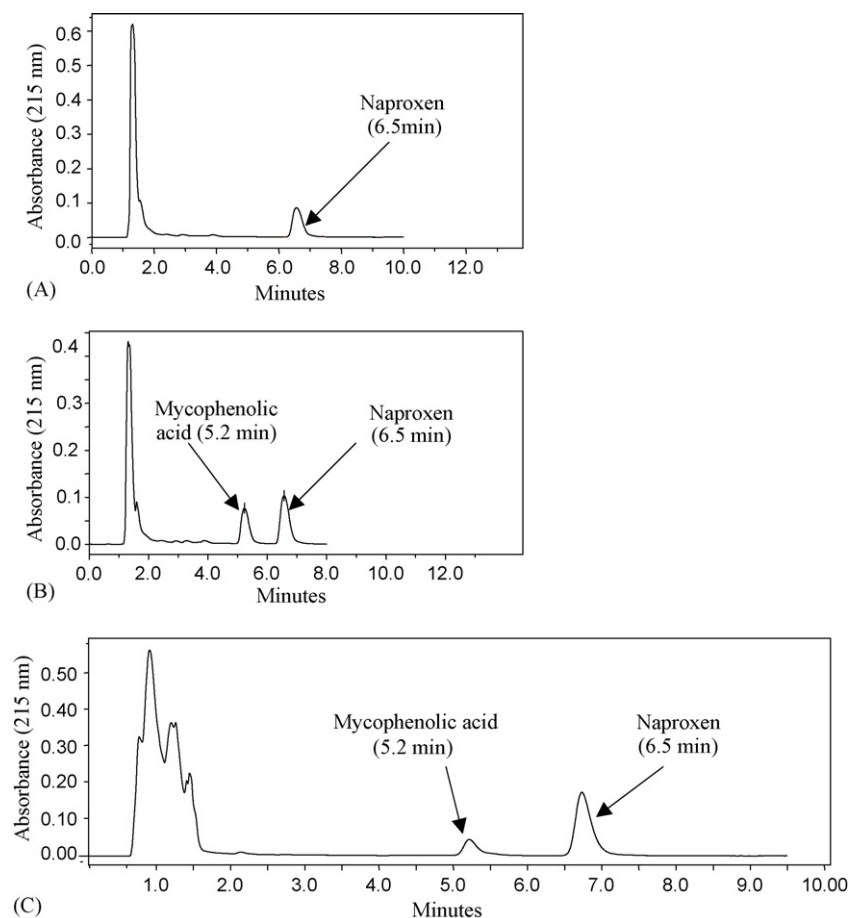 Absorbance (215 nm)
0.6
0.5
0.4
0.3
0.2
0.1
0.0
Naproxen
(6.5min)
0.0 2.0 4.0 6.0 8.0 10.0 12.0
Minutes
(A)
Absorbance (215 nm)
0.4
0.3
0.2
0.1
0.0
Mycophenolic
acid (5.2 min)
Naproxen
(6.5 min)
0.0 2.0 4.0 6.0 8.0 10.0 12.0
Minutes
(B)
Absorbance (215 nm)
0.50
0.40
0.30
0.20
0.10
0.00
Mycophenolic acid
(5.2 min)
Naproxen
(6.5 min)
1.0 2.0 3.0 4.0 5.0 6.0 7.0 8.0 9.0 10.00
Minutes
(C)